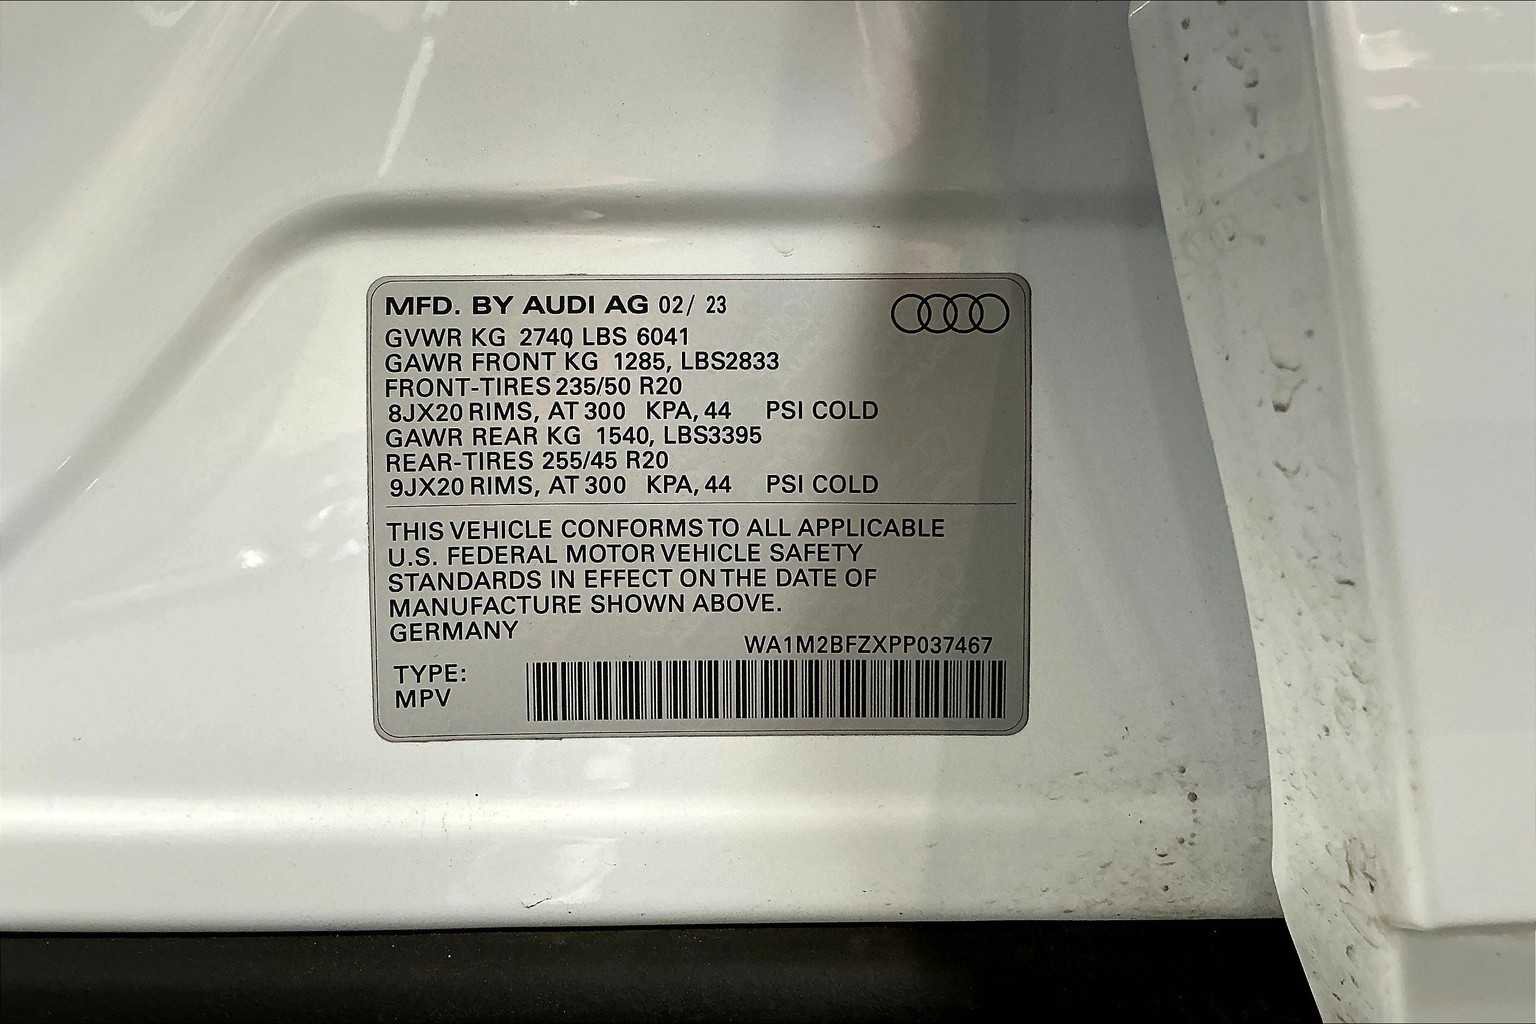 MFD. BY AUDI AG 02/ 23
GVWR KG 2740 LBS 6041
GAWR FRONT KG 1285, LBS2833
FRONT-TIRES 235/50 R20
8JX20 RIMS, AT 300 KPA, 44 PSI COLD
GAWR REAR KG 1540, LBS3395
REAR-TIRES 255/45 R20
9JX20 RIMS, AT 300 KPA, 44 PSI COLD
THIS VEHICLE CONFORMS TO ALL APPLICABLE
U.S. FEDERAL MOTOR VEHICLE SAFETY
STANDARDS IN EFFECT ON THE DATE OF
MANUFACTURE SHOWN ABOVE.
GERMANY
WA1M2BFZXPP037467
TYPE:
MPV